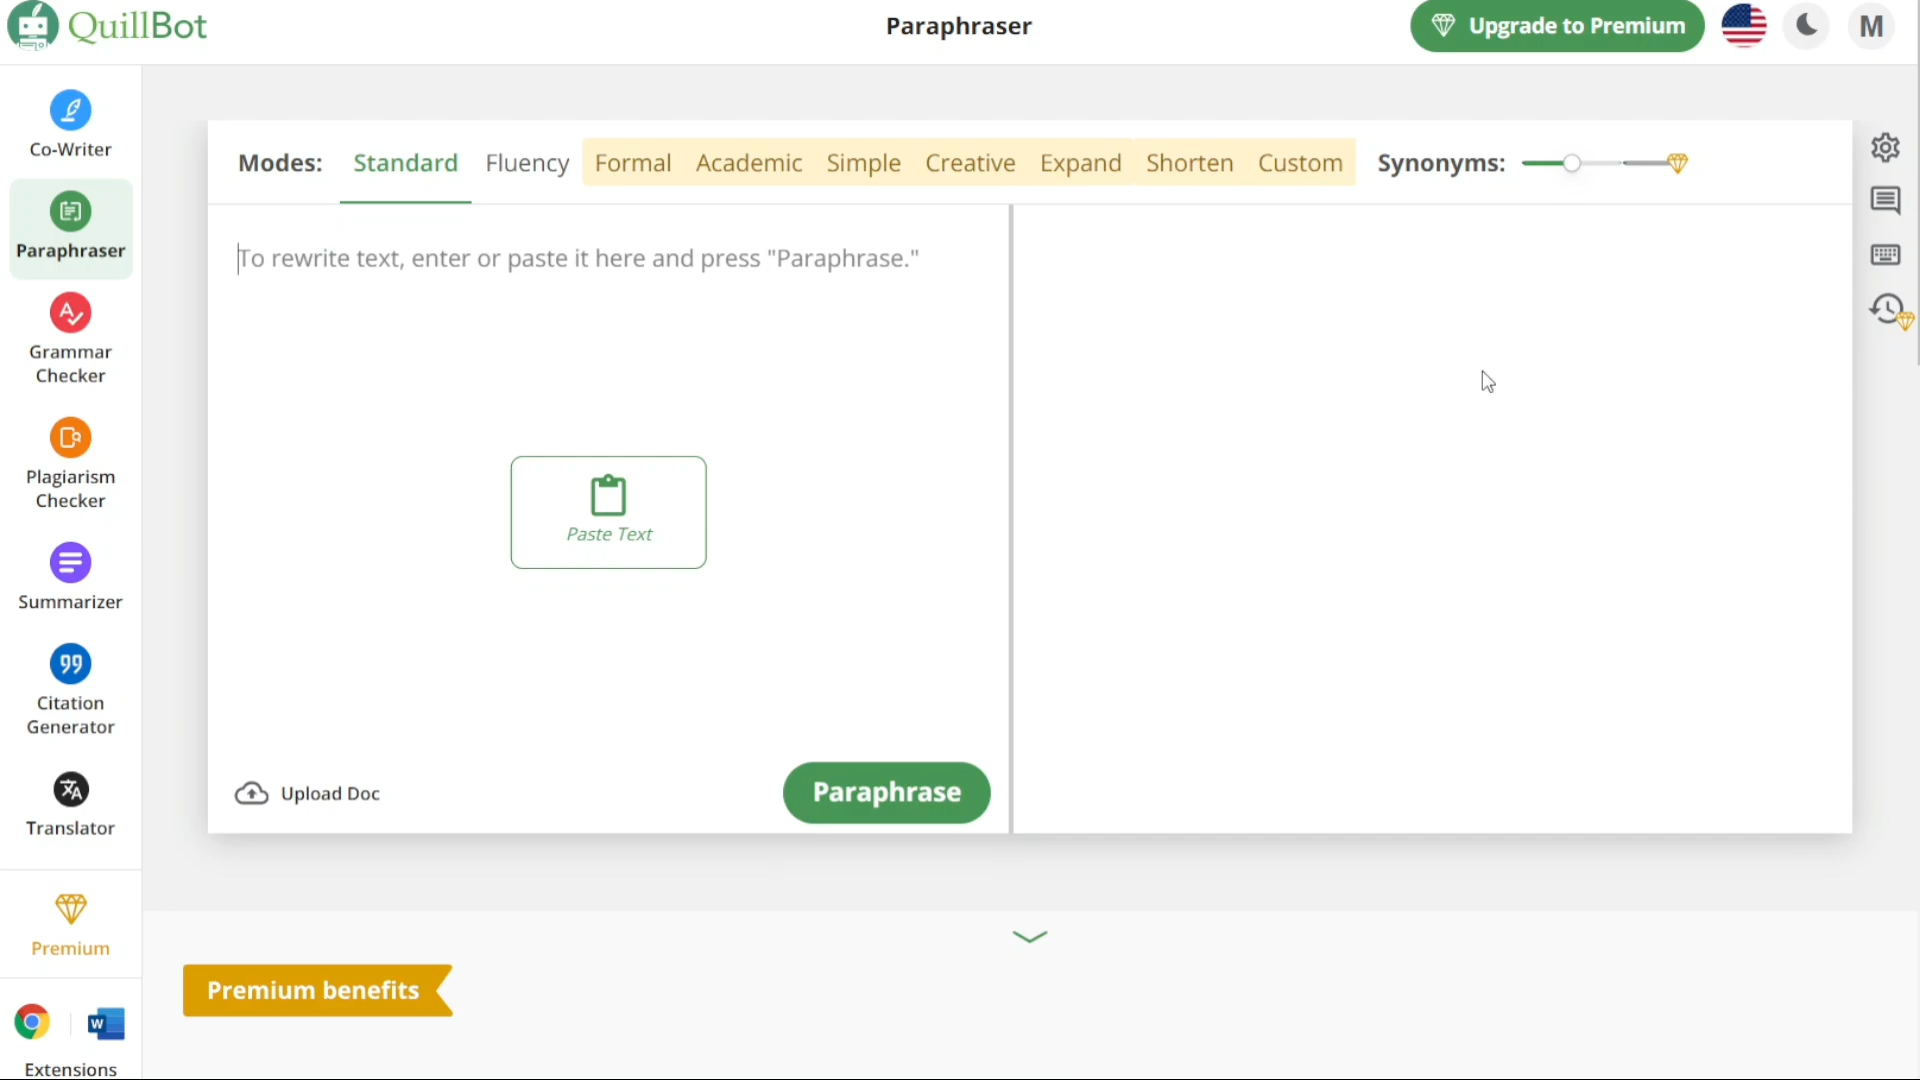 QuillBot
Paraphraser
Upgrade to Premium
M
Co-Writer
Paraphraser
Grammar
Checker
Plagiarism
Checker
Summarizer
Citation
Generator
Translator
Premium
W
Extensions
Modes:
Standard
Fluency
Formal
Academic
Simple
Creative
Expand
Shorten
Custom
Synonyms:
To rewrite text, enter or paste it here and press "Paraphrase."
Paste Text
Upload Doc
Paraphrase
Premium benefits